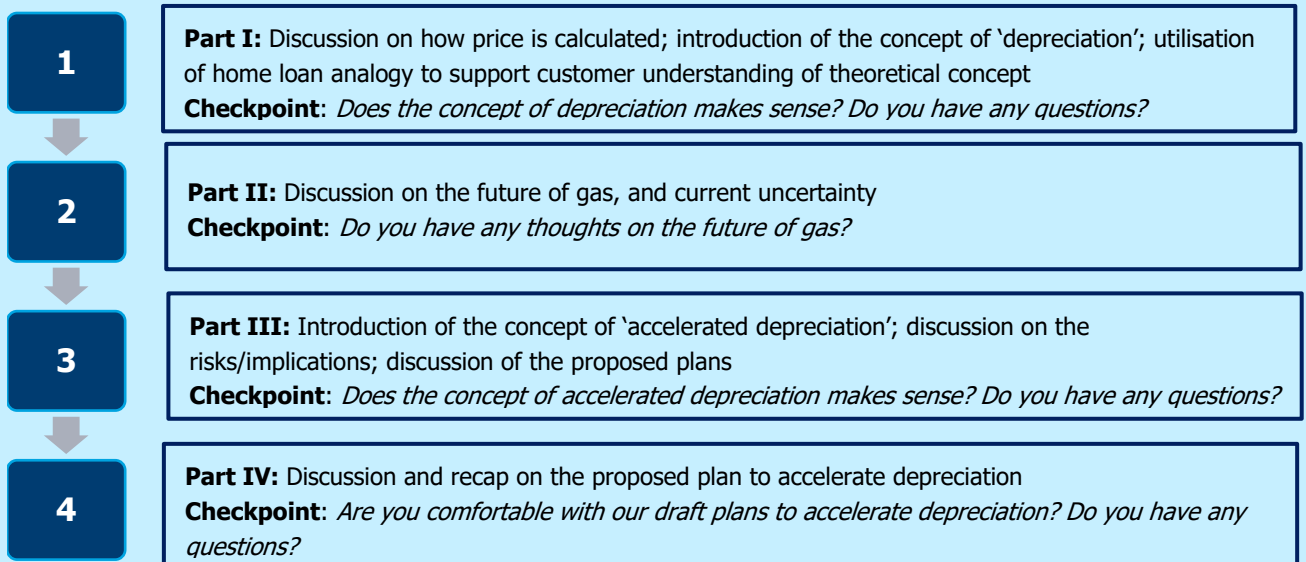 1
Part I: Discussion on how price is calculated; introduction of the concept of ‘depreciation’; utilisation
of home loan analogy to support customer understanding of theoretical concept
Checkpoint: Does the concept of depreciation makes sense? Do you have any questions?
2
Part II: Discussion on the future of gas, and current uncertainty
Checkpoint: Do you have any thoughts on the future of gas?
3
Part III: Introduction of the concept of ‘accelerated depreciation’; discussion on the
risks/implications; discussion of the proposed plans
Checkpoint: Does the concept of accelerated depreciation makes sense? Do you have any questions?
4
Part IV: Discussion and recap on the proposed plan to accelerate depreciation
Checkpoint: Are you comfortable with our draft plans to accelerate depreciation? Do you have any
questions?